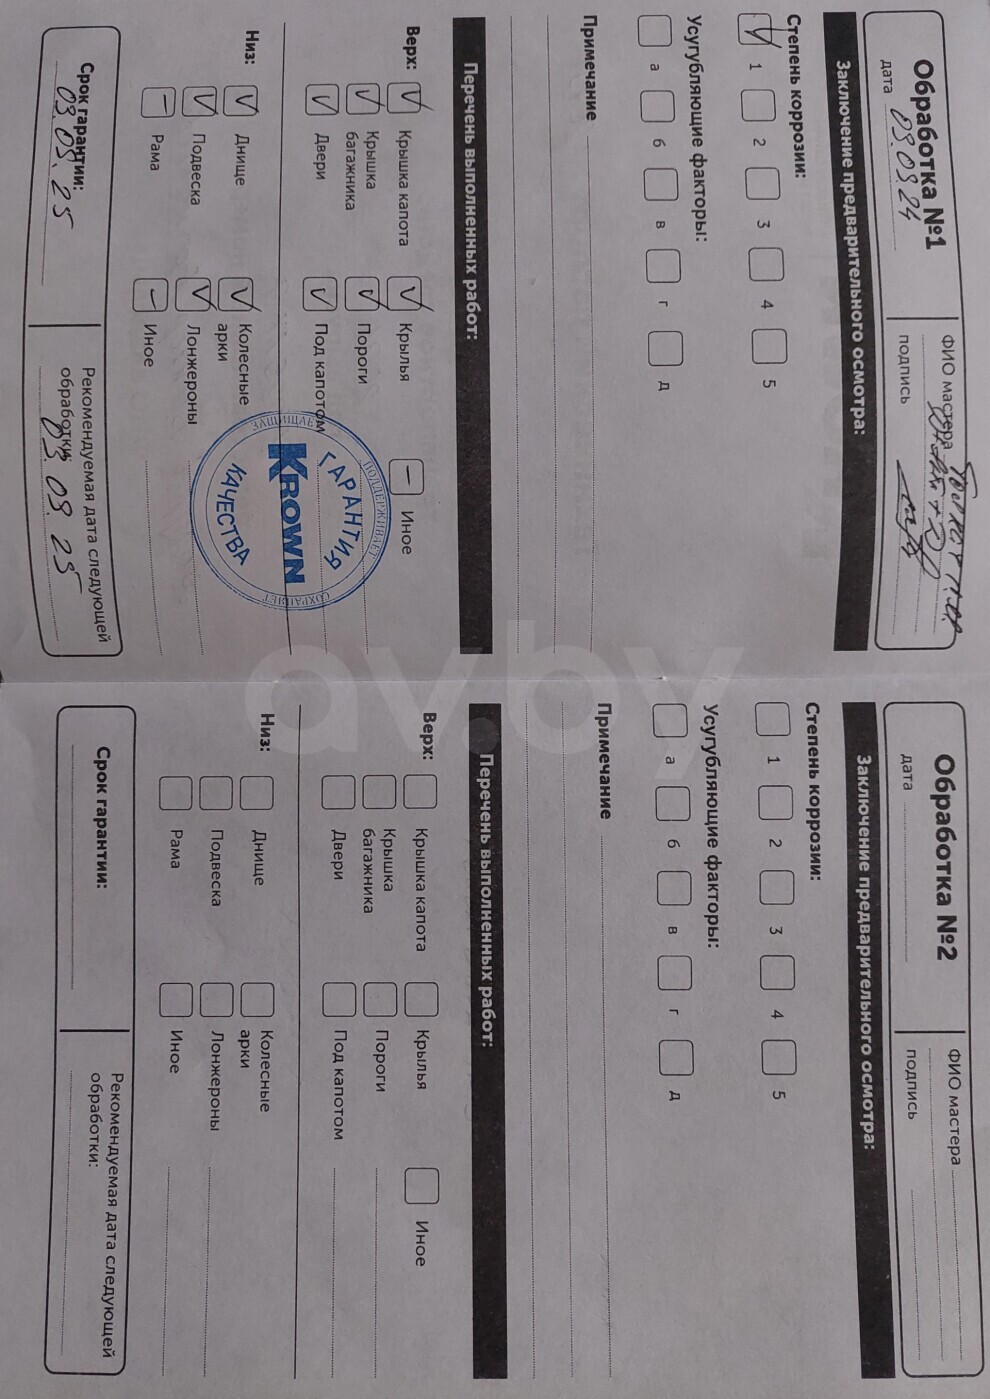 Обработка №1
дата 03.09.24
ФИО мастера
подпись
Заключение предварительного осмотра:
Степень коррозии:
1 2 3 4 5
Усугубляющие факторы:
а б в г д
Примечание
Перечень выполненных работ:
Верх:
Крышка капота Крылья Иное
Крышка багажника Пороги
Двери Под капотом
Низ:
Днище Колесные арки
Подвеска Лонжероны
Рама Иное
ПОДДЕРЖИВАЕТ
СОХРАНЯЕТ
ЗАЩИЩАЕТ
ГАРАНТИЯ
KROWN
КАЧЕСТВА
Срок гарантии:
03.09.25
Рекомендуемая дата следующей
обработки:
03.09.25
av.by
Обработка №2
дата
ФИО мастера
подпись
Заключение предварительного осмотра:
Степень коррозии:
1 2 3 4 5
Усугубляющие факторы:
а б в г д
Примечание
Перечень выполненных работ:
Верх:
Крышка капота Крылья Иное
Крышка багажника Пороги
Двери Под капотом
Низ:
Днище Колесные арки
Подвеска Лонжероны
Рама Иное
Срок гарантии:
Рекомендуемая дата следующей
обработки: